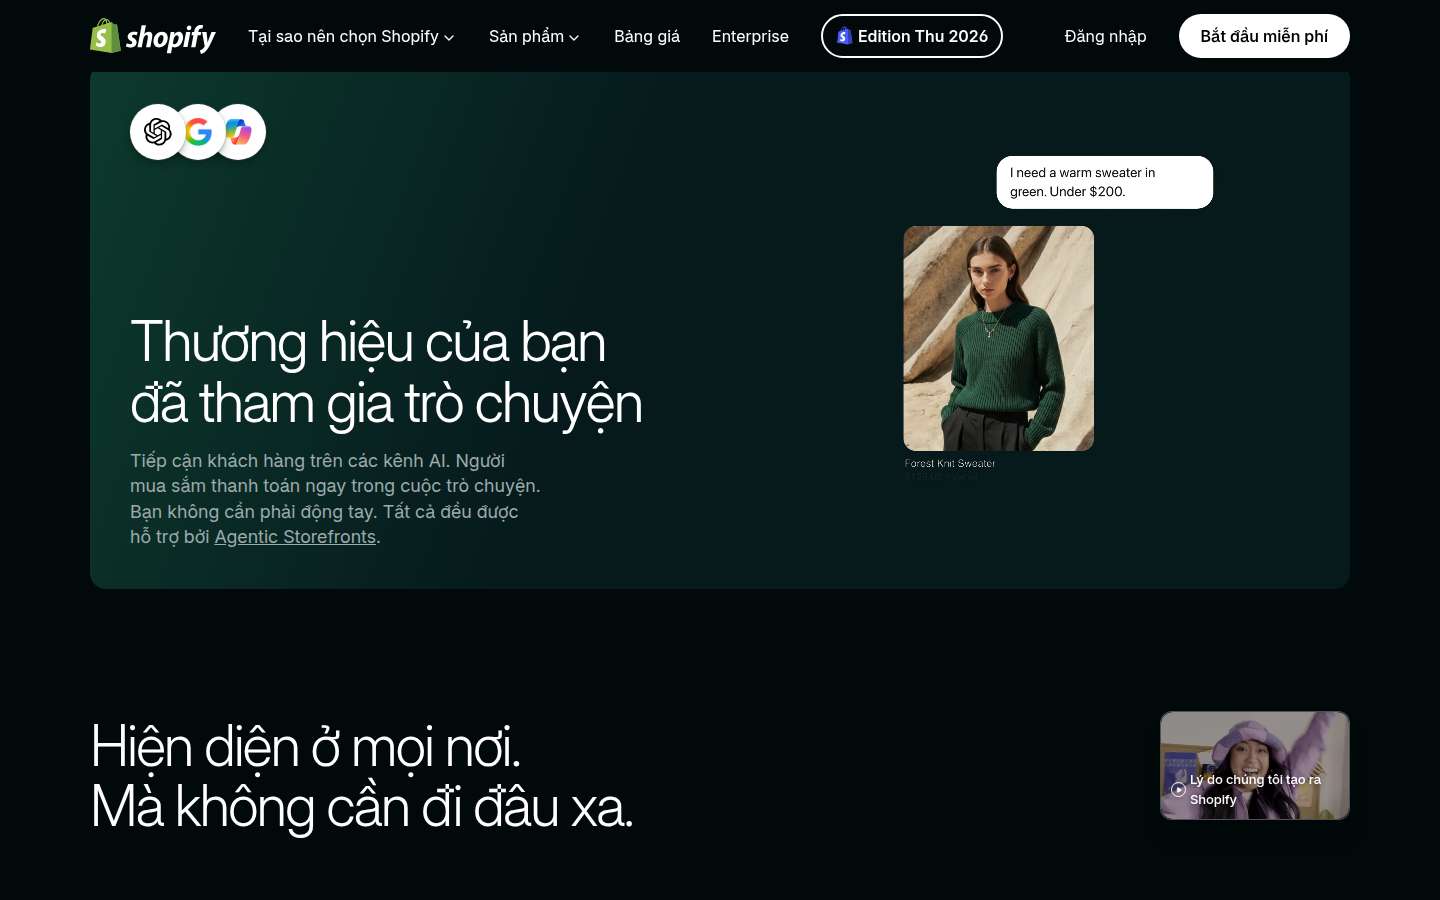 shopify
Tại sao nên chọn Shopify
Sản phẩm
Bảng giá
Enterprise
Edition Thu 2026
Đăng nhập
Bắt đầu miễn phí
I need a warm sweater in
green. Under $200.
Forest Knit Sweater
Thương hiệu của bạn
đã tham gia trò chuyện
Tiếp cận khách hàng trên các kênh AI. Người
mua sắm thanh toán ngay trong cuộc trò chuyện.
Bạn không cần phải động tay. Tất cả đều được
hỗ trợ bởi Agentic Storefronts.
Hiện diện ở mọi nơi.
Mà không cần đi đâu xa.
Lý do chúng tôi tạo ra
Shopify